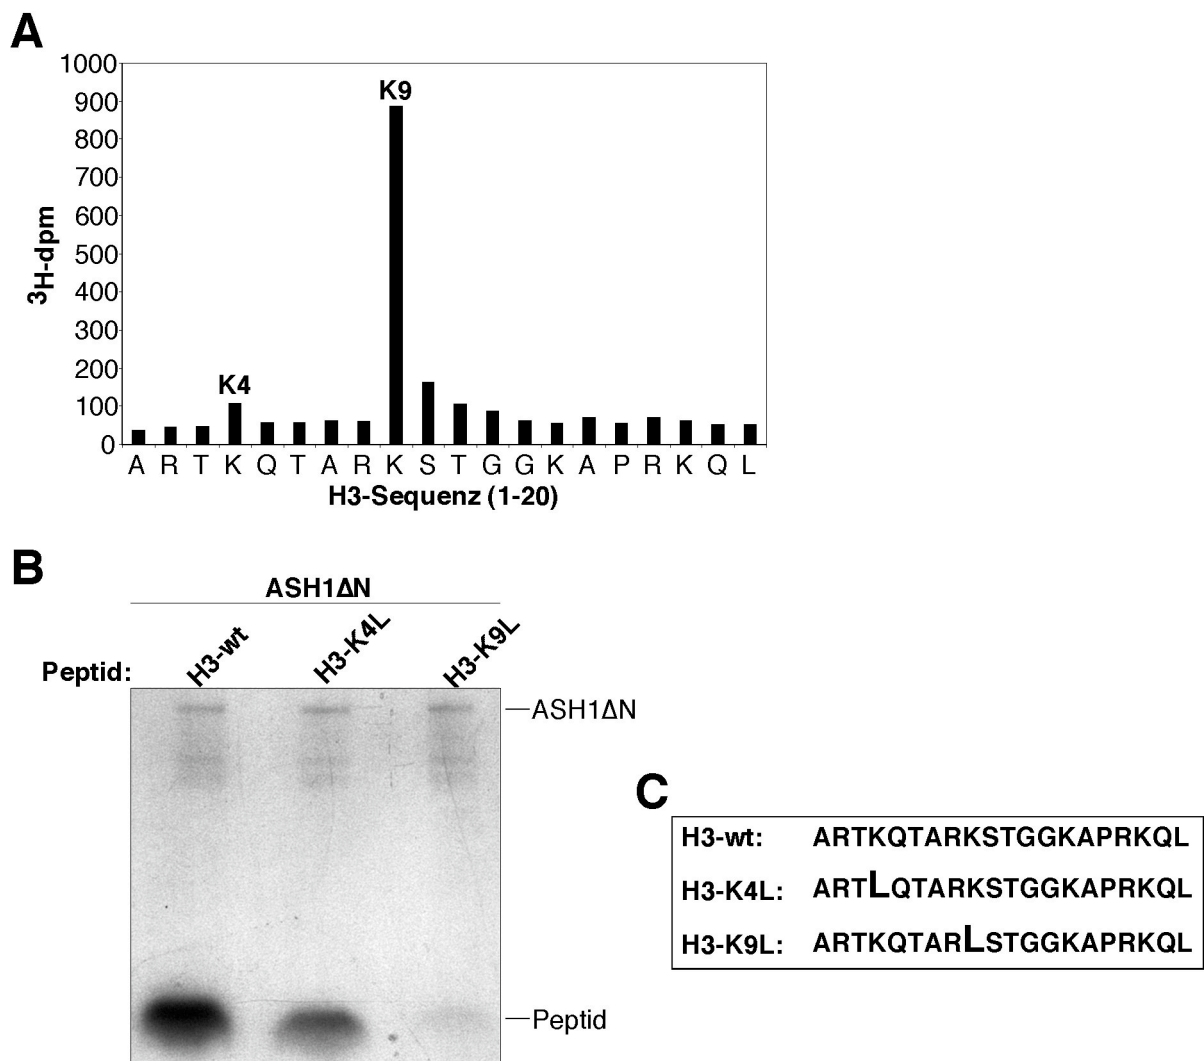 A
1000
900
800
700
600
500
400
300
200
100
0
³H-dpm
K4
K9
A R T K Q T A R K S T G G K A P R K Q L
H3-Sequenz (1-20)
B
ASH1ΔN
Peptid:
H3-wt
H3-K4L
H3-K9L
ASH1ΔN
Peptid
C
H3-wt: ARTKQTARKSTGGKAPRKQL
H3-K4L: ARTLQTARKSTGGKAPRKQL
H3-K9L: ARTKQTARLSTGGKAPRKQL